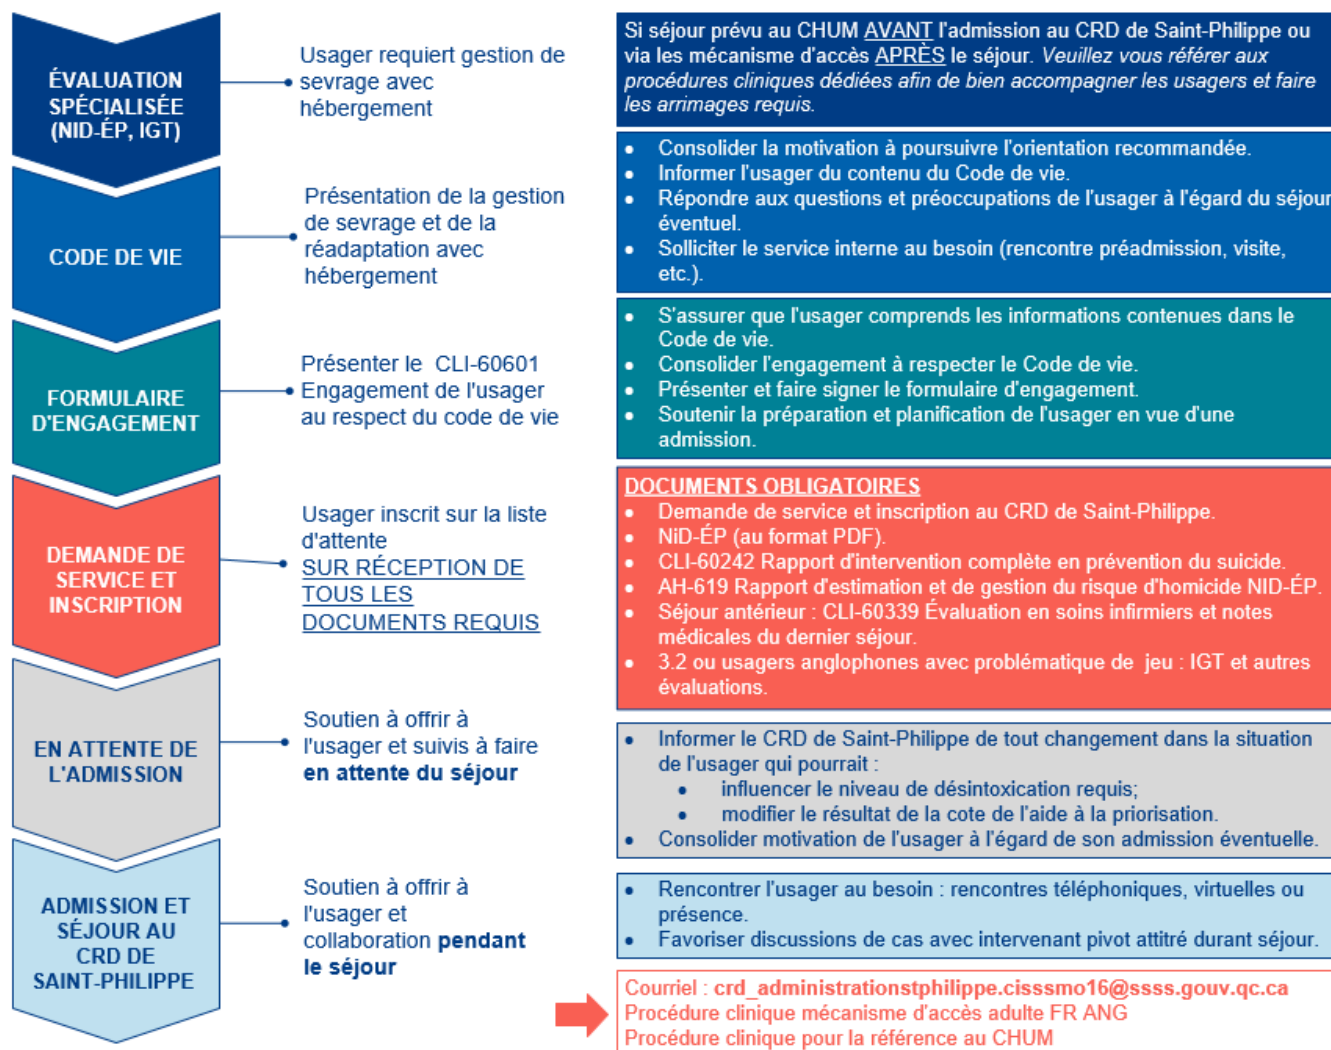 ÉVALUATION
SPÉCIALISÉE
(NID-ÉP, IGT)
Usager requiert gestion de
sevrage avec
hébergement
Si séjour prévu au CHUM AVANT l'admission au CRD de Saint-Philippe ou
via les mécanisme d'accès APRÈS le séjour. Veuillez vous référer aux
procédures cliniques dédiées afin de bien accompagner les usagers et faire
les arrimages requis.
CODE DE VIE
Présentation de la gestion
de sevrage et de la
réadaptation avec
hébergement
• Consolider la motivation à poursuivre l'orientation recommandée.
• Informer l'usager du contenu du Code de vie.
• Répondre aux questions et préoccupations de l'usager à l'égard du séjour
éventuel.
• Solliciter le service interne au besoin (rencontre préadmission, visite,
etc.).
FORMULAIRE
D'ENGAGEMENT
Présenter le CLI-60601
Engagement de l'usager
au respect du code de vie
• S'assurer que l'usager comprends les informations contenues dans le
Code de vie.
• Consolider l'engagement à respecter le Code de vie.
• Présenter et faire signer le formulaire d'engagement.
• Soutenir la préparation et planification de l'usager en vue d'une
admission.
DEMANDE DE
SERVICE ET
INSCRIPTION
Usager inscrit sur la liste
d'attente
SUR RÉCEPTION DE
TOUS LES
DOCUMENTS REQUIS
DOCUMENTS OBLIGATOIRES
• Demande de service et inscription au CRD de Saint-Philippe.
• NiD-ÉP (au format PDF).
• CLI-60242 Rapport d'intervention complète en prévention du suicide.
• AH-619 Rapport d'estimation et de gestion du risque d'homicide NID-ÉP.
• Séjour antérieur : CLI-60339 Évaluation en soins infirmiers et notes
médicales du dernier séjour.
• 3.2 ou usagers anglophones avec problématique de jeu : IGT et autres
évaluations.
EN ATTENTE DE
L'ADMISSION
Soutien à offrir à
l'usager et suivis à faire
en attente du séjour
• Informer le CRD de Saint-Philippe de tout changement dans la situation
de l'usager qui pourrait :
• influencer le niveau de désintoxication requis;
• modifier le résultat de la cote de l'aide à la priorisation.
• Consolider motivation de l'usager à l'égard de son admission éventuelle.
ADMISSION ET
SÉJOUR AU
CRD DE
SAINT-PHILIPPE
Soutien à offrir à
l'usager et
collaboration pendant
le séjour
• Rencontrer l'usager au besoin : rencontres téléphoniques, virtuelles ou
présence.
• Favoriser discussions de cas avec intervenant pivot attitré durant séjour.
Courriel : crd_administrationstphilippe.cisssmo16@ssss.gouv.qc.ca
Procédure clinique mécanisme d'accès adulte FR ANG
Procédure clinique pour la référence au CHUM